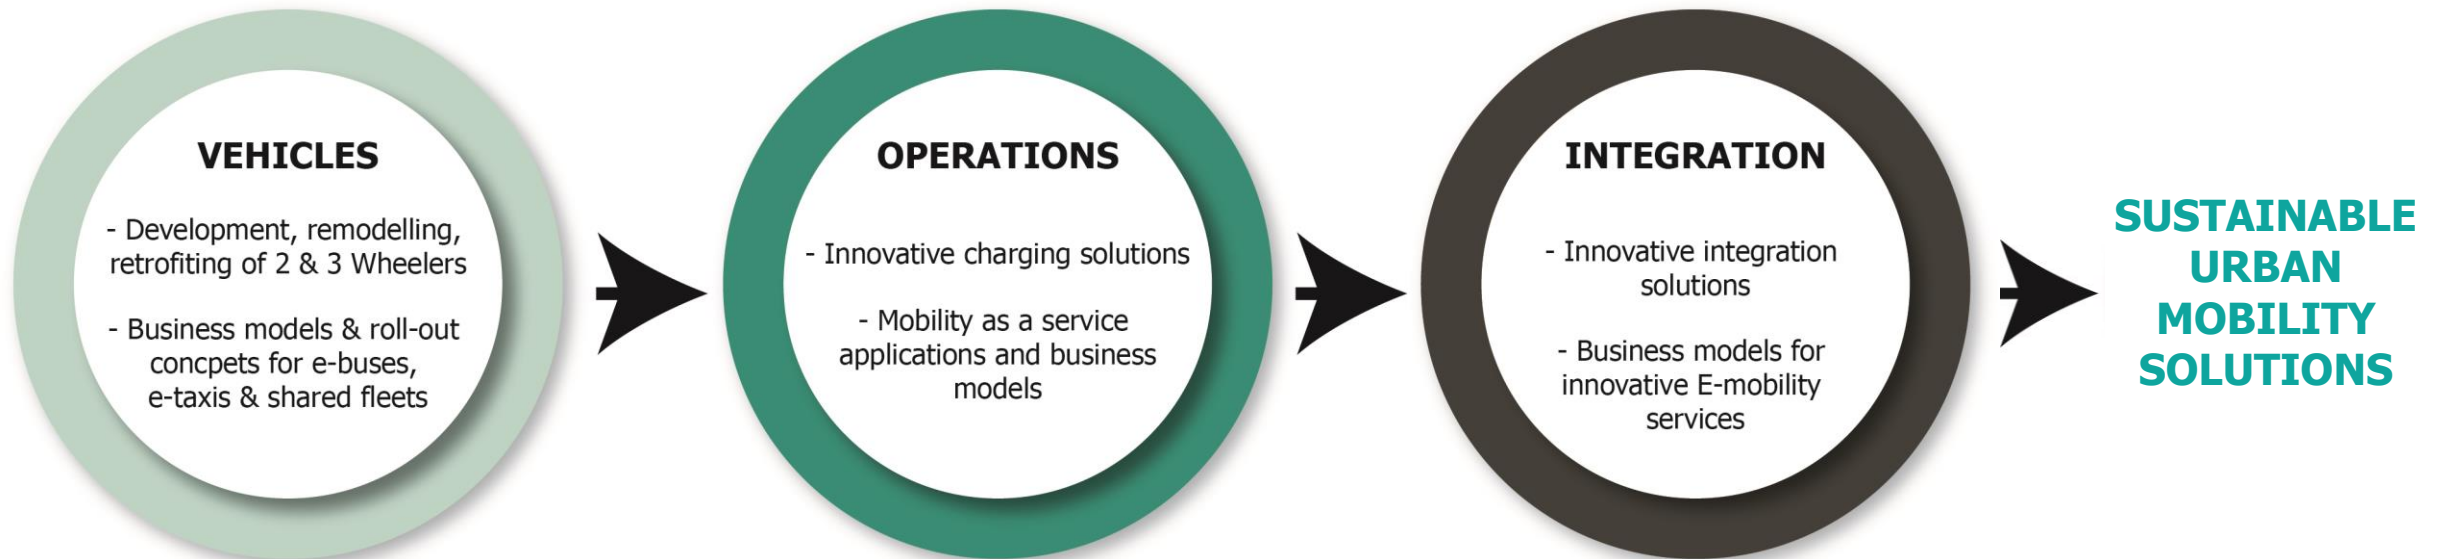 VEHICLES
- Development, remodelling,
retrofiting of 2 & 3 Wheelers
- Business models & roll-out
concpets for e-buses,
e-taxis & shared fleets
OPERATIONS
- Innovative charging solutions
- Mobility as a service
applications and business
models
INTEGRATION
- Innovative integration
solutions
- Business models for
innovative E-mobility
services
SUSTAINABLE
URBAN
MOBILITY
SOLUTIONS